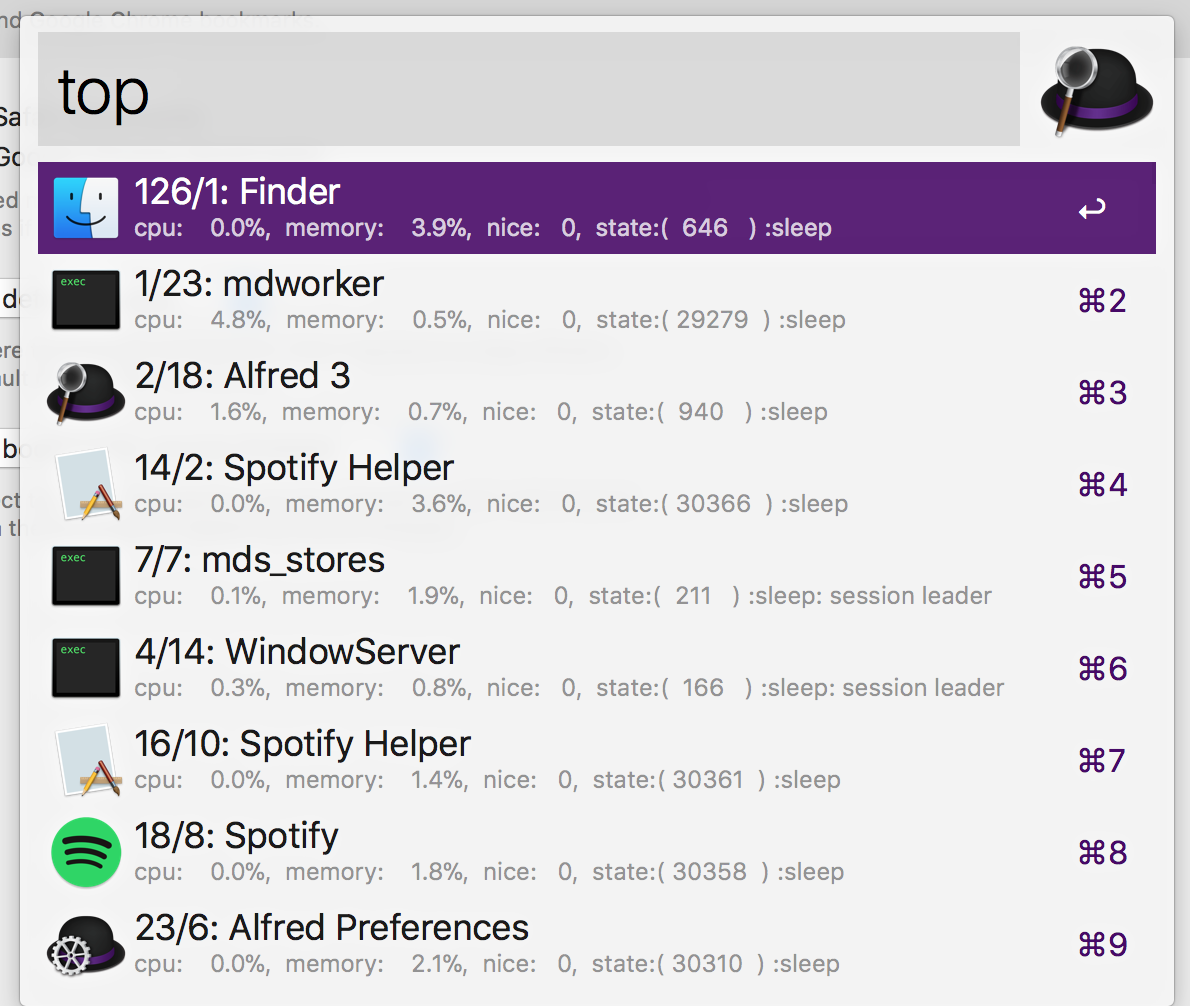 nd Google Chrome bookmarks
top
126/1: Finder
cpu: 0.0%, memory: 3.9%, nice: 0, state:( 646 ) :sleep
exec
1/23: mdworker
cpu: 4.8%, memory: 0.5%, nice: 0, state:( 29279 ) :sleep
⌘2
2/18: Alfred 3
cpu: 1.6%, memory: 0.7%, nice: 0, state:( 940 ) :sleep
⌘3
14/2: Spotify Helper
cpu: 0.0%, memory: 3.6%, nice: 0, state:( 30366 ) :sleep
⌘4
exec
7/7: mds_stores
cpu: 0.1%, memory: 1.9%, nice: 0, state:( 211 ) :sleep: session leader
⌘5
exec
4/14: WindowServer
cpu: 0.3%, memory: 0.8%, nice: 0, state:( 166 ) :sleep: session leader
⌘6
16/10: Spotify Helper
cpu: 0.0%, memory: 1.4%, nice: 0, state:( 30361 ) :sleep
⌘7
18/8: Spotify
cpu: 0.0%, memory: 1.8%, nice: 0, state:( 30358 ) :sleep
⌘8
23/6: Alfred Preferences
cpu: 0.0%, memory: 2.1%, nice: 0, state:( 30310 ) :sleep
⌘9